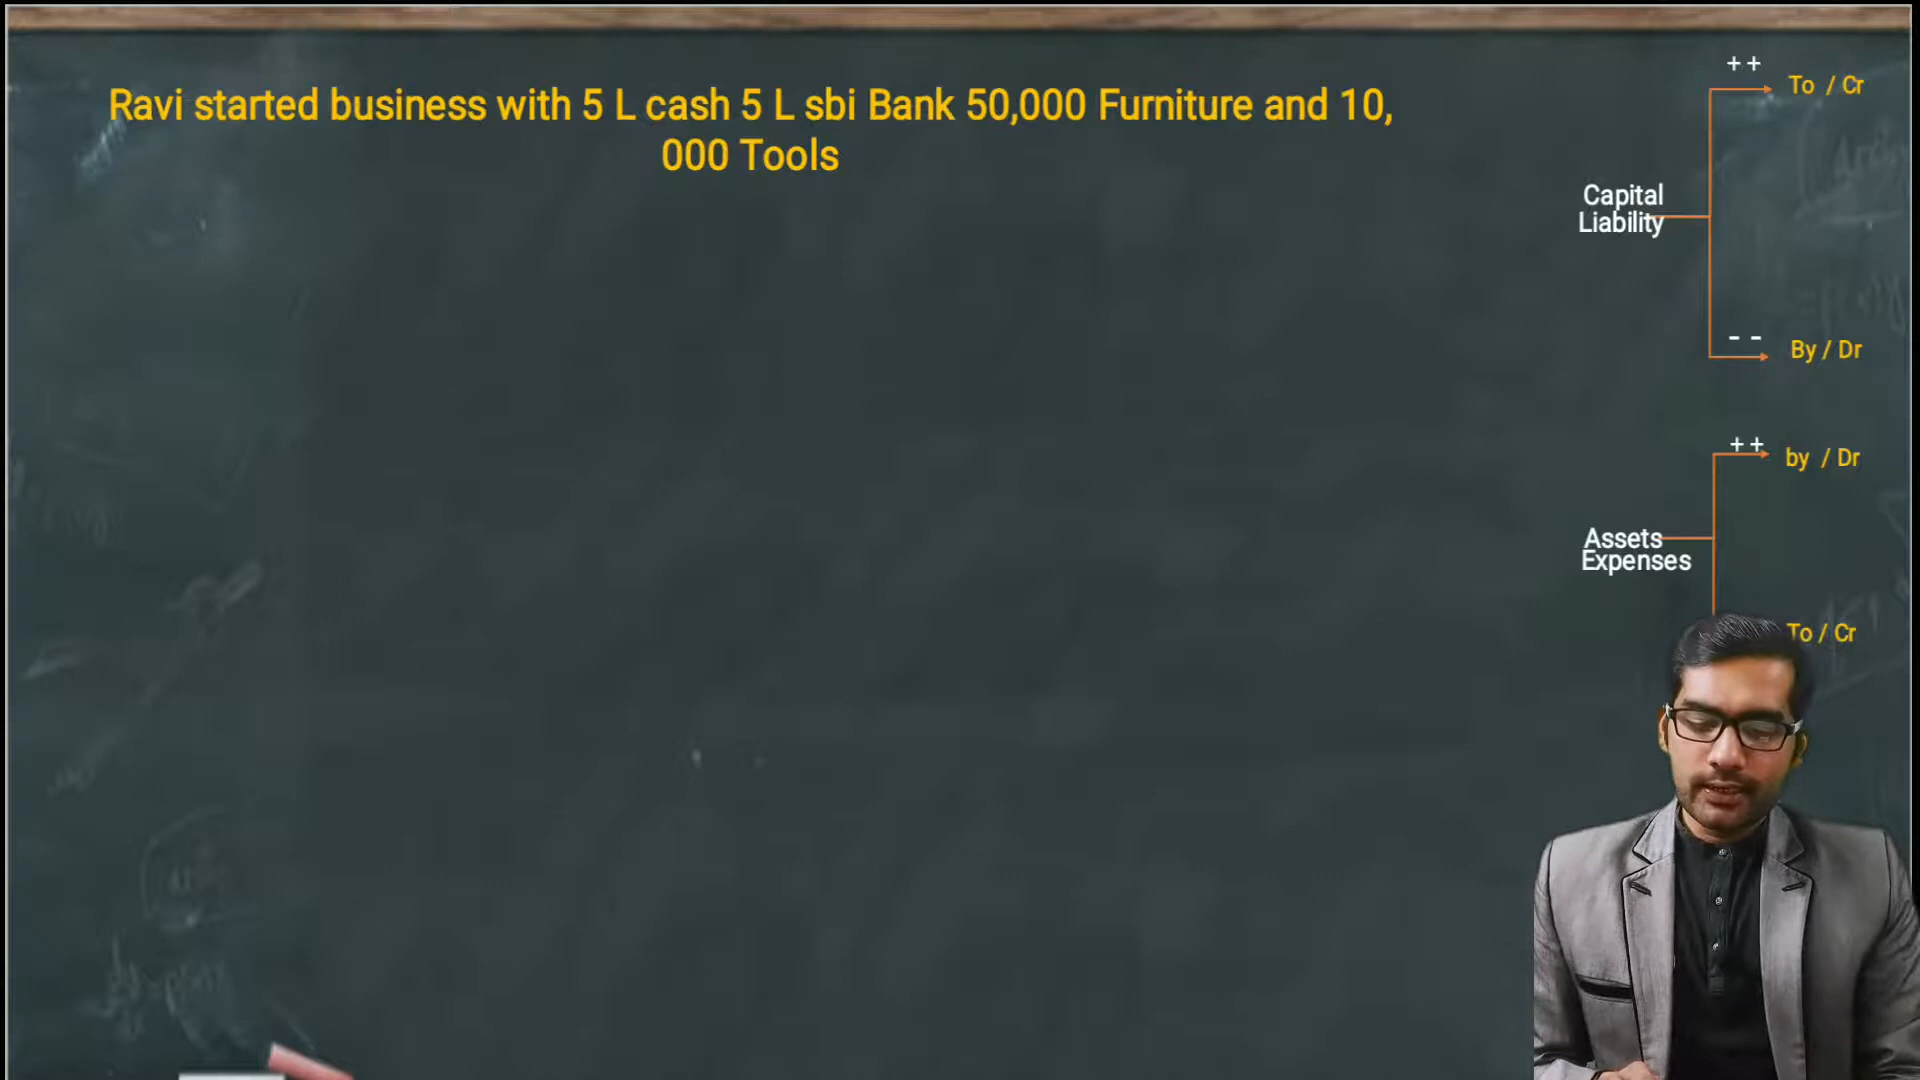 Ravi started business with 5 L cash 5 L sbi Bank 50,000 Furniture and 10,
000 Tools
++
To / Cr
Capital
Liability
- -
By / Dr
++
by / Dr
Assets
Expenses
To / Cr